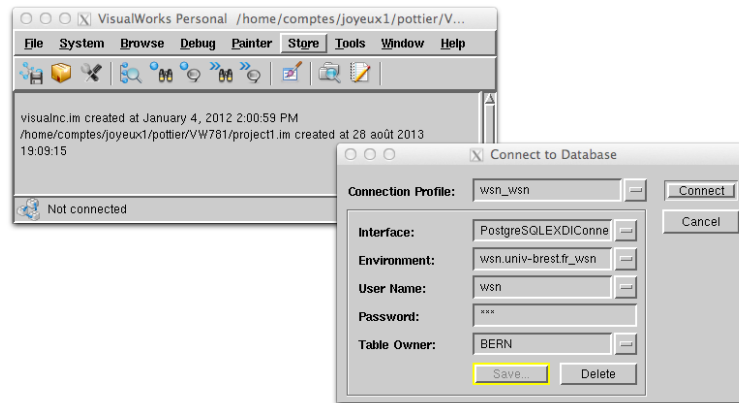 VisualWorks Personal /home/comptes/joyeux1/pottier/V...
File System Browse Debug Painter Store Tools Window Help
visualnc.im created at January 4, 2012 2:00:59 PM
/home/comptes/joyeux1/pottier/VW781/project1.im created at 28 août 2013
19:09:15
Not connected
Connect to Database
Connection Profile: wsn_wsn Connect
Cancel
Interface: PostgreSQLEXDIConne
Environment: wsn.univ-brest.fr_wsn
User Name: wsn
Password: ***
Table Owner: BERN
Save... Delete